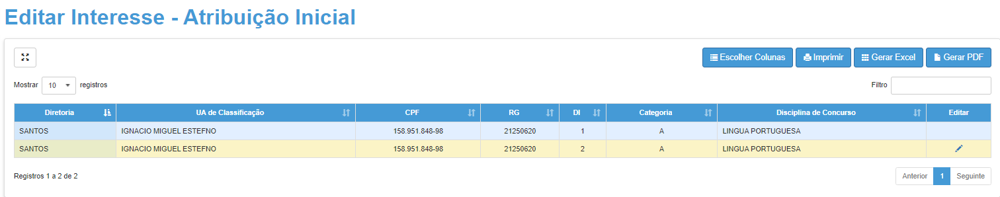 Editar Interesse - Atribuição Inicial
Escolher Colunas Imprimir Gerar Excel Gerar PDF
Mostrar 10 registros Filtro
Diretoria UA de Classificação CPF RG DI Categoria Disciplina de Concurso Editar
SANTOS IGNACIO MIGUEL ESTEFNO 158.951.848-98 21250620 1 A LINGUA PORTUGUESA
SANTOS IGNACIO MIGUEL ESTEFNO 158.951.848-98 21250620 2 A LINGUA PORTUGUESA
Registros 1 a 2 de 2 Anterior 1 Seguinte